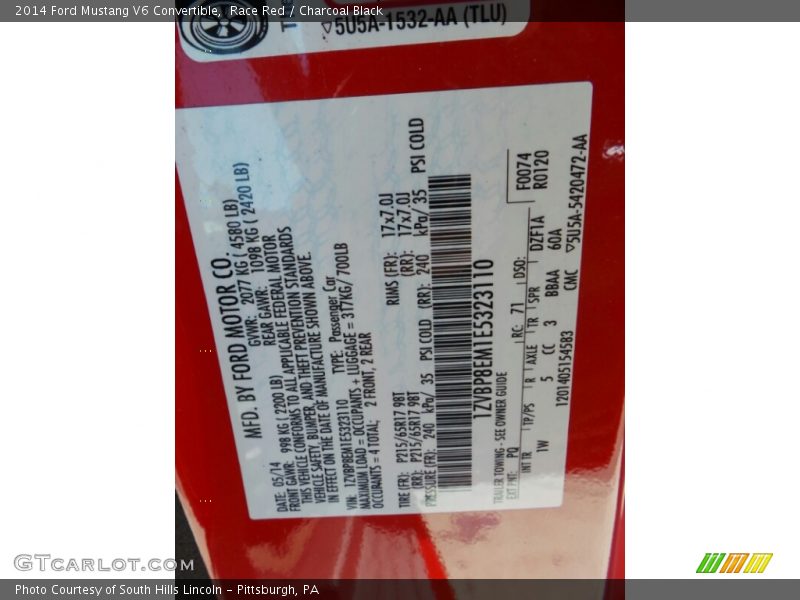 2014 Ford Mustang V6 Convertible, Race Red / Charcoal Black
5U5A-1532-AA (TLU)
MFD. BY FORD MOTOR CO.
DATE: 05/14 GVWR: 2077 KG ( 4580 LB)
FRONT GAWR: 998 KG ( 2200 LB) REAR GAWR: 1098 KG ( 2420 LB)
THIS VEHICLE CONFORMS TO ALL APPLICABLE FEDERAL MOTOR
VEHICLE SAFETY, BUMPER, AND THEFT PREVENTION STANDARDS
IN EFFECT ON THE DATE OF MANUFACTURE SHOWN ABOVE.
VIN: 1ZVBP8EM1E5323110 TYPE: Passenger Car
MAXIMUM LOAD = OCCUPANTS + LUGGAGE = 317KG/ 700LB
OCCUPANTS = 4 TOTAL; 2 FRONT, 2 REAR
TIRE (FR): P215/65R17 98T RIMS (FR): 17x7.0J
(RR): P215/65R17 98T (RR): 17x7.0J
PRESSURE (FR): 240 kPa/ 35 PSI COLD (RR): 240 kPa/ 35 PSI COLD
1ZVBP8EM1E5323110
TRAILER TOWING - SEE OWNER GUIDE
F0074
R0120
EXT PNT: PQ RC: 71 DSO:
INT TR TP/PS R AXLE TR SPR DZF1A
1W 5 CC 3 BBAA 60A
1201405154583 CMC ▽5U5A-5420472-AA
GTCarLot.com
Photo Courtesy of South Hills Lincoln - Pittsburgh, PA